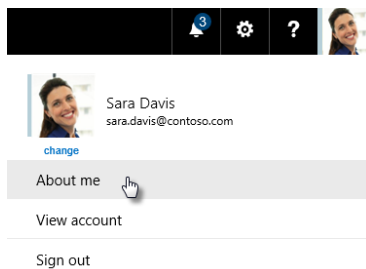 3
?
Sara Davis
sara.davis@contoso.com
change
About me
View account
Sign out